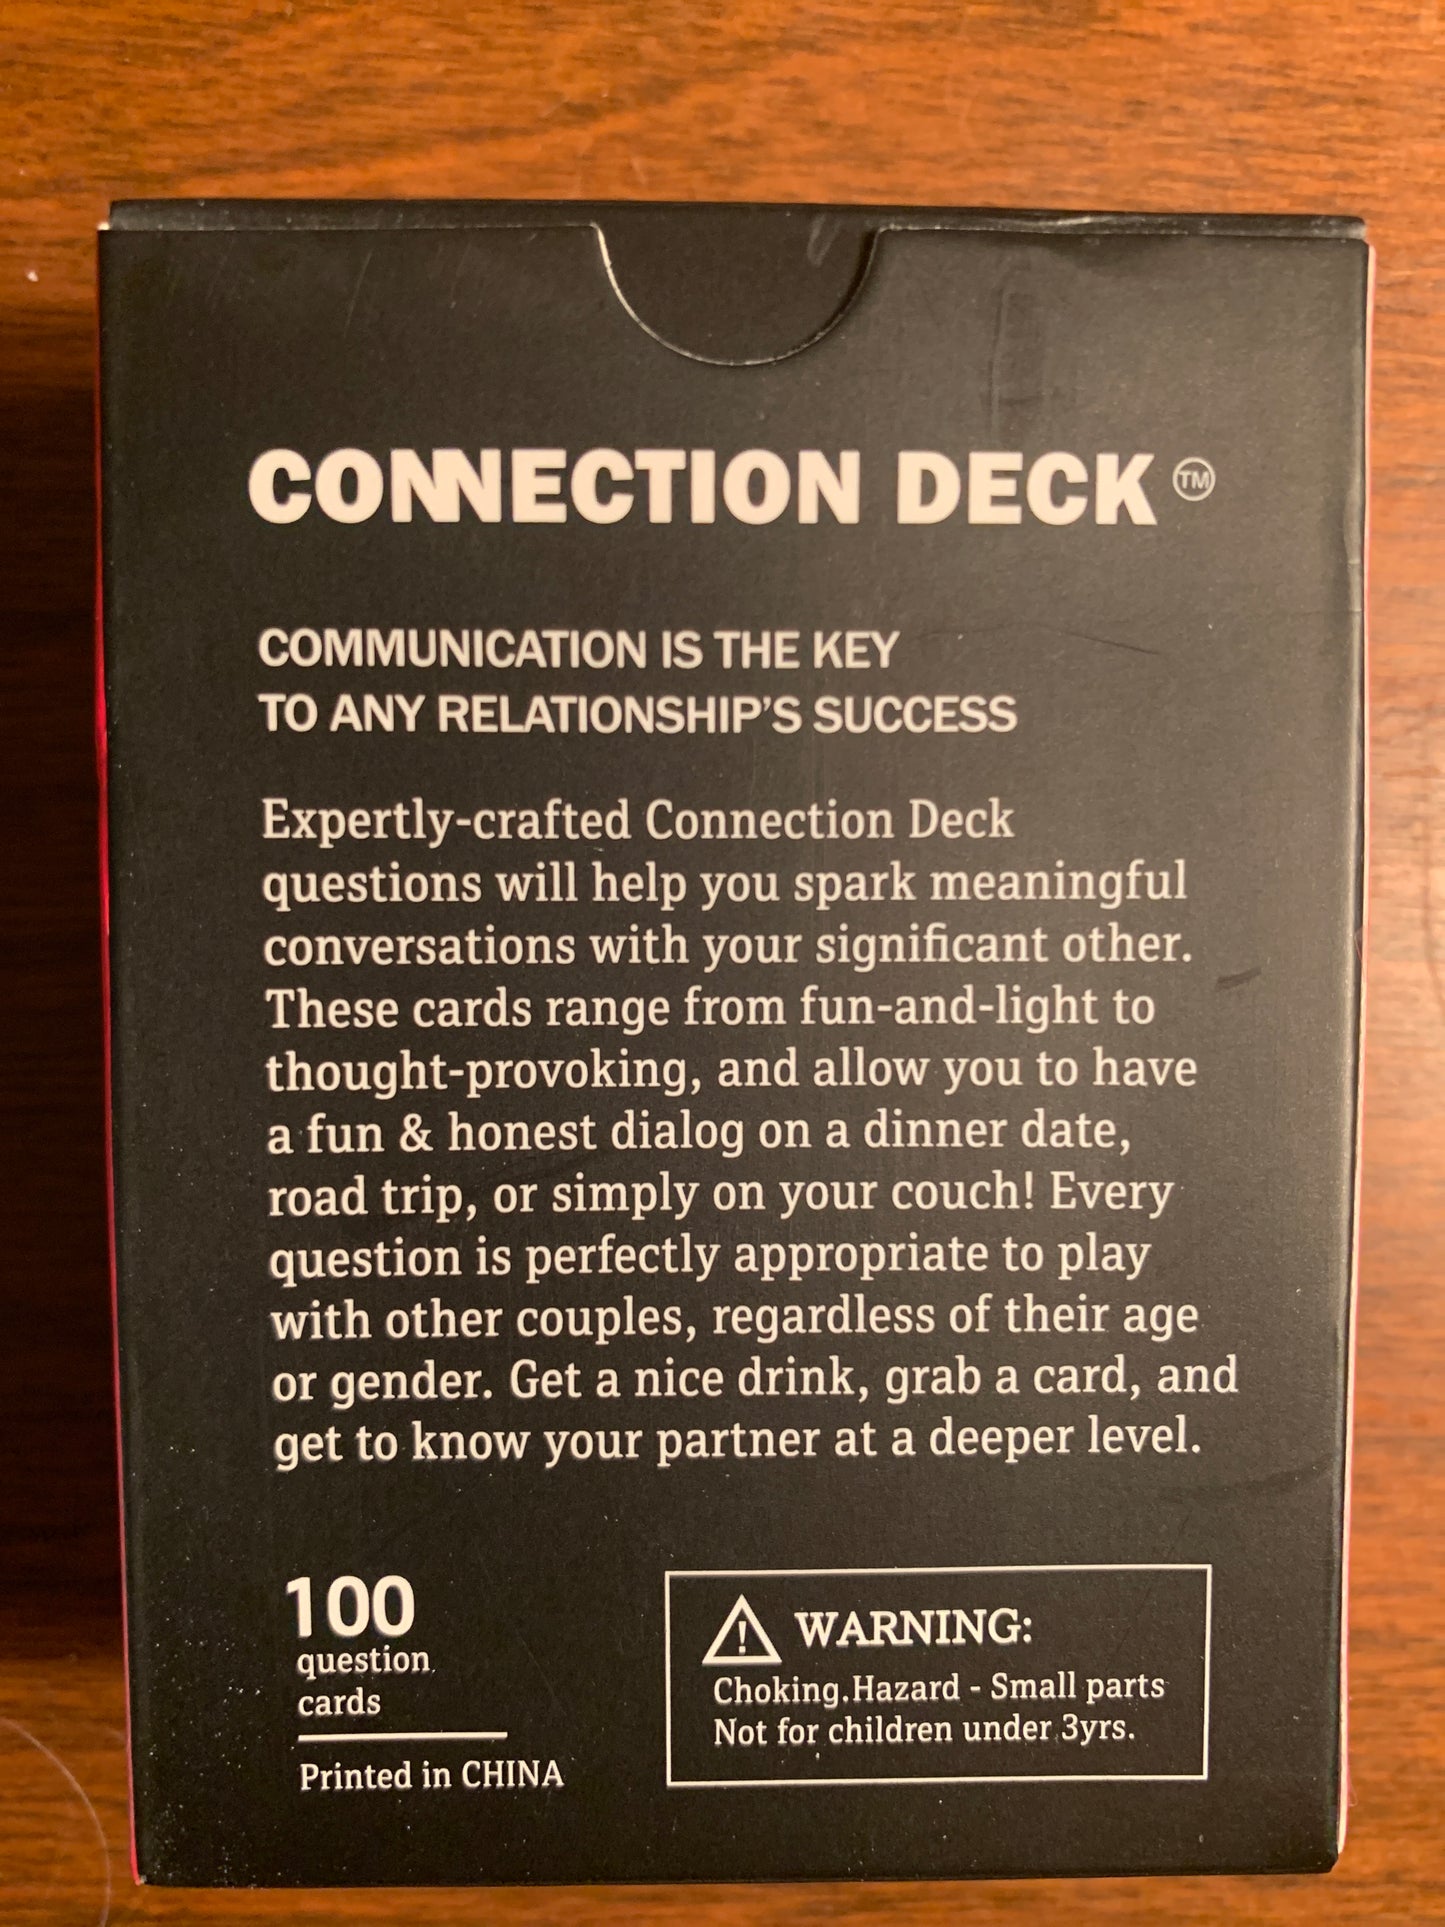 CONNECTION DECK™
COMMUNICATION IS THE KEY
TO ANY RELATIONSHIP'S SUCCESS
Expertly-crafted Connection Deck
questions will help you spark meaningful
conversations with your significant other.
These cards range from fun-and-light to
thought-provoking, and allow you to have
a fun & honest dialog on a dinner date,
road trip, or simply on your couch! Every
question is perfectly appropriate to play
with other couples, regardless of their age
or gender. Get a nice drink, grab a card, and
get to know your partner at a deeper level.
100
question
cards
Printed in CHINA
WARNING:
Choking.Hazard - Small parts
Not for children under 3yrs.